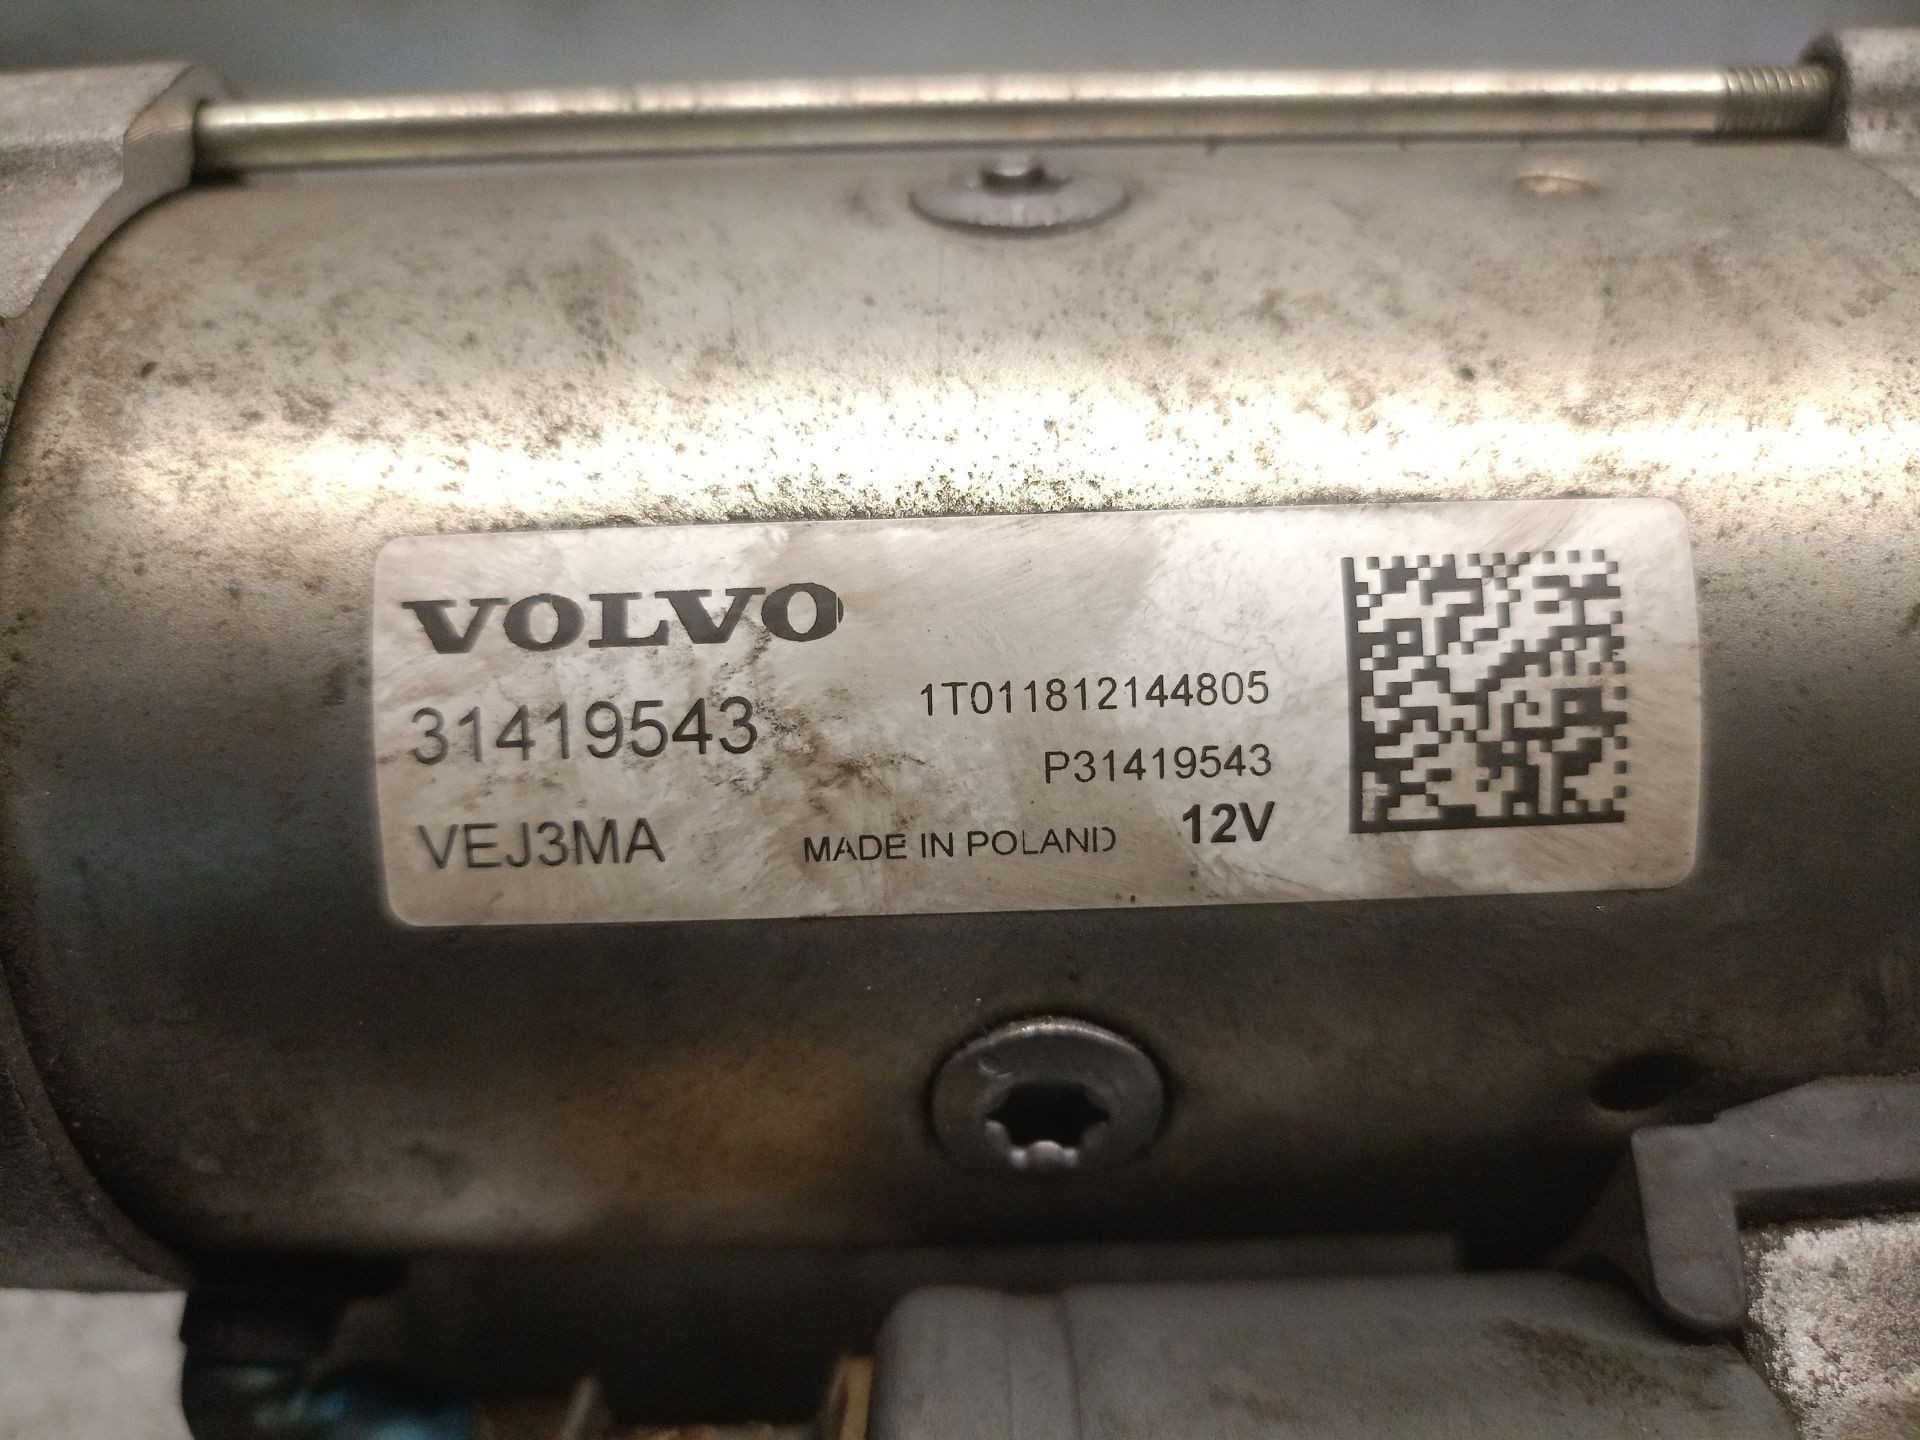 VOLVO
31419543
1T011812144805
P31419543
VEJ3MA
MADE IN POLAND
12V